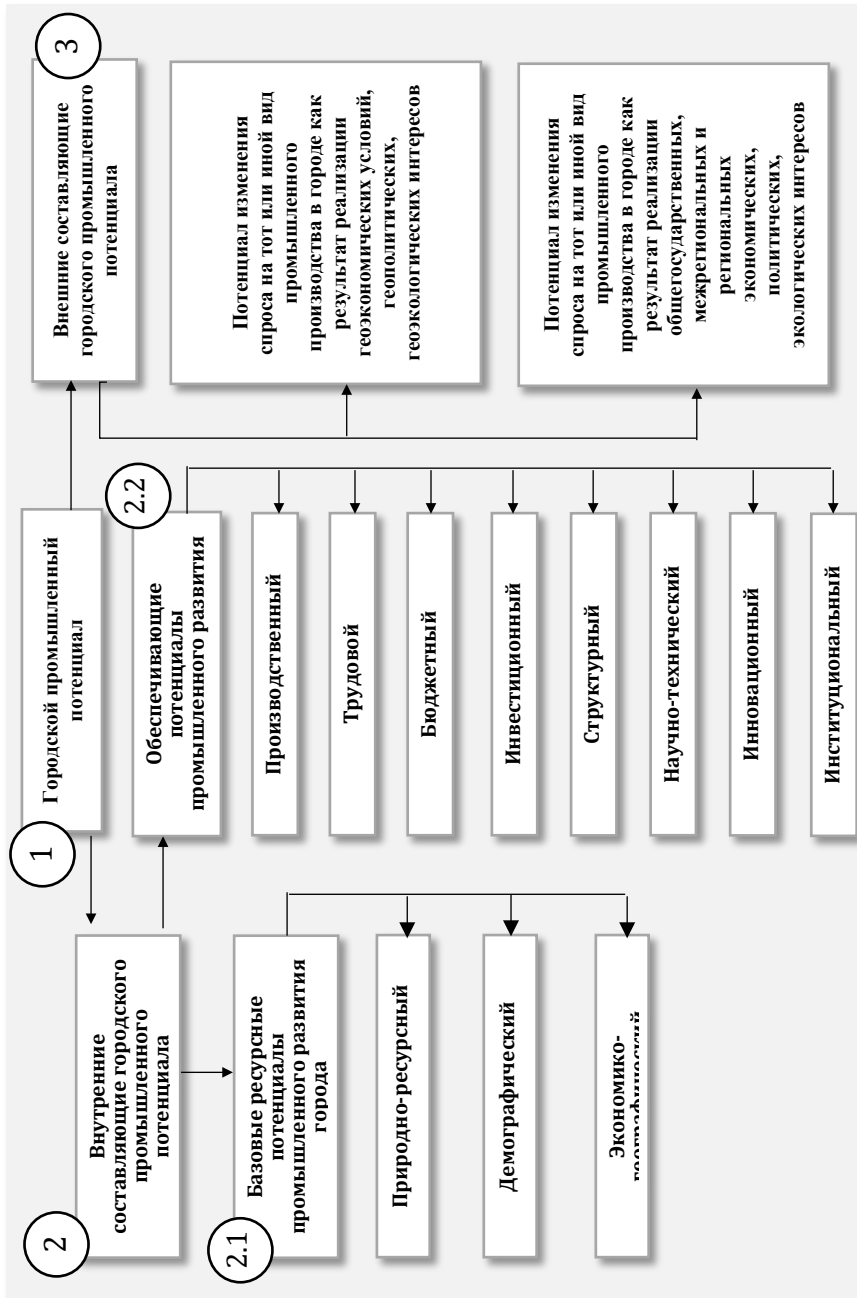 1
Городской промышленный
потенциал
2
Внутренние
составляющие городского
промышленного
потенциала
2.1
Базовые ресурсные
потенциалы
промышленного развития
города
Природно-ресурсный
Демографический
Экономико-
географический
2.2
Обеспечивающие
потенциалы
промышленного развития
Производственный
Трудовой
Бюджетный
Инвестиционный
Структурный
Научно-технический
Инновационный
Институциональный
3
Внешние составляющие
городского промышленного
потенциала
Потенциал изменения
спроса на тот или иной вид
промышленного
производства в городе как
результат реализации
геоэкономических условий,
геополитических,
геоэкологических интересов
Потенциал изменения
спроса на тот или иной вид
промышленного
производства в городе как
результат реализации
общегосударственных,
межрегиональных и
региональных
экономических,
политических,
экологических интересов